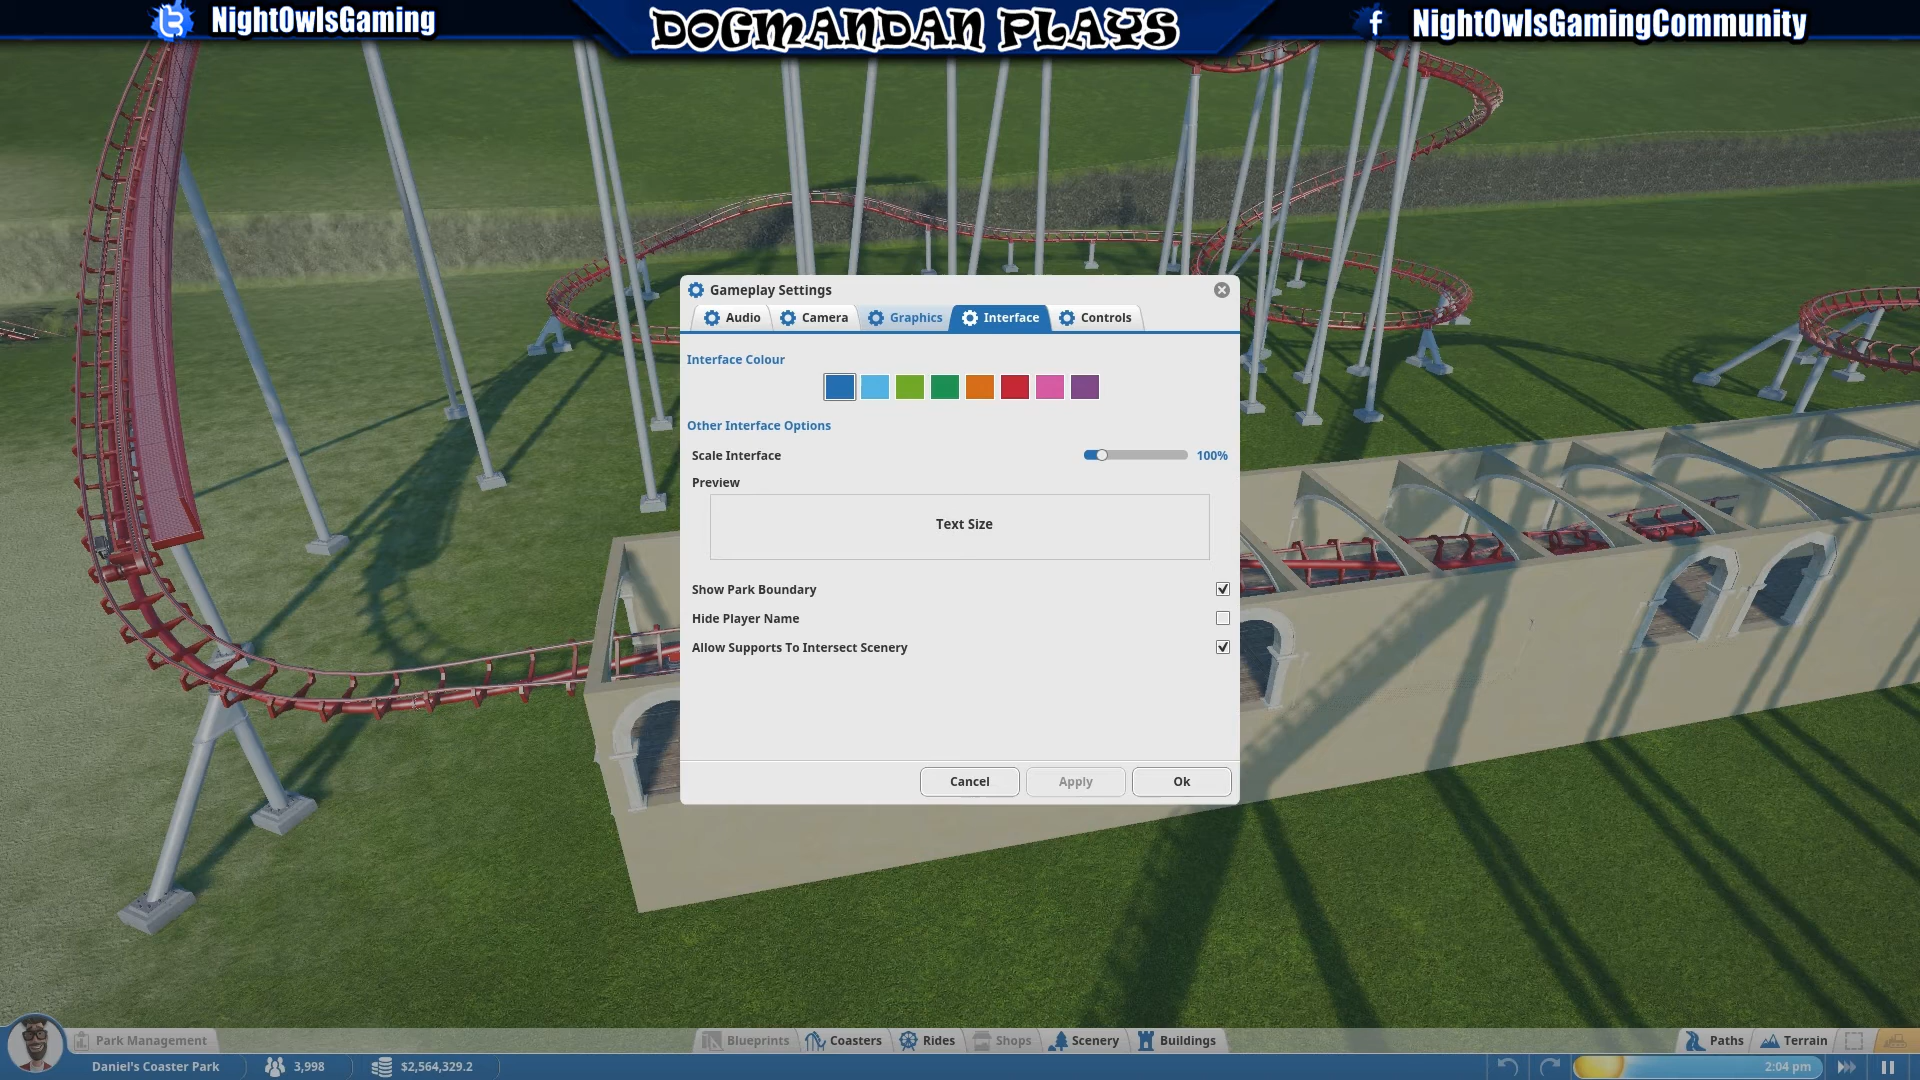 NightOwlsGaming
DOGMANDAN PLAYS
NightOwlsGamingCommunity
Gameplay Settings
Audio
Camera
Graphics
Interface
Controls
Interface Colour
Other Interface Options
Scale Interface
100%
Preview
Text Size
Show Park Boundary
Hide Player Name
Allow Supports To Intersect Scenery
Cancel
Apply
Ok
Park Management
Blueprints
Coasters
Rides
Shops
Scenery
Buildings
Paths
Terrain
Daniel's Coaster Park
3,998
$2,564,329.2
2:04 pm